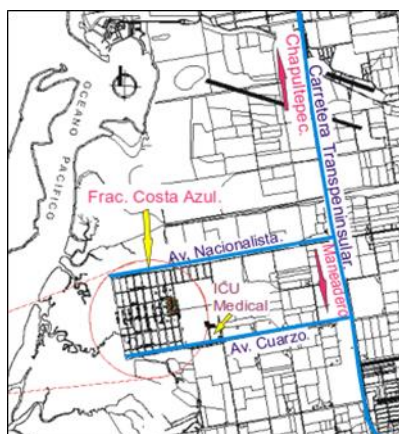 Chapultepec.
Carretera Transpeninsular
OCEANO PACIFICO
Frac. Costa Azul.
Av. Nacionalista.
Maneadero
ICU
Medical
Av. Cuarzo.